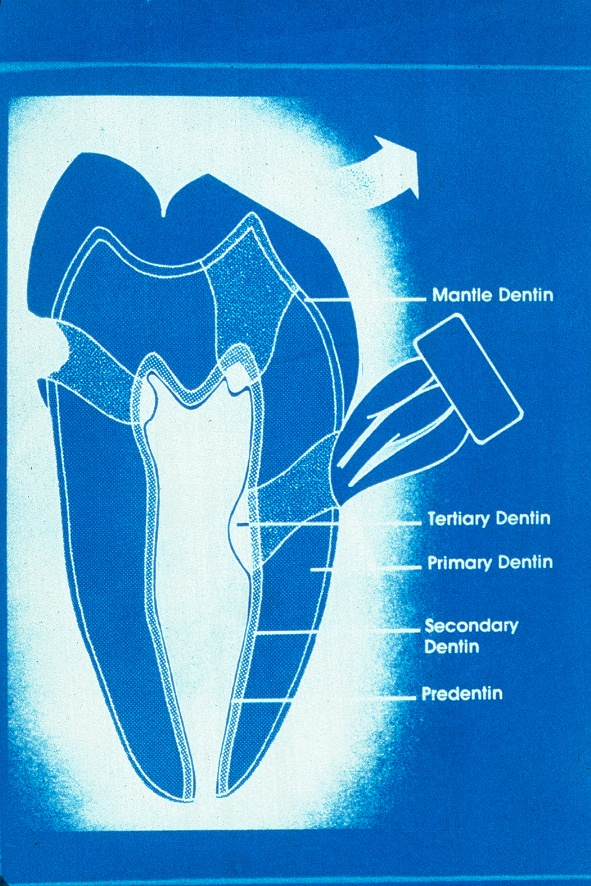 Mantle Dentin
Tertiary Dentin
Primary Dentin
Secondary
Dentin
Predentin